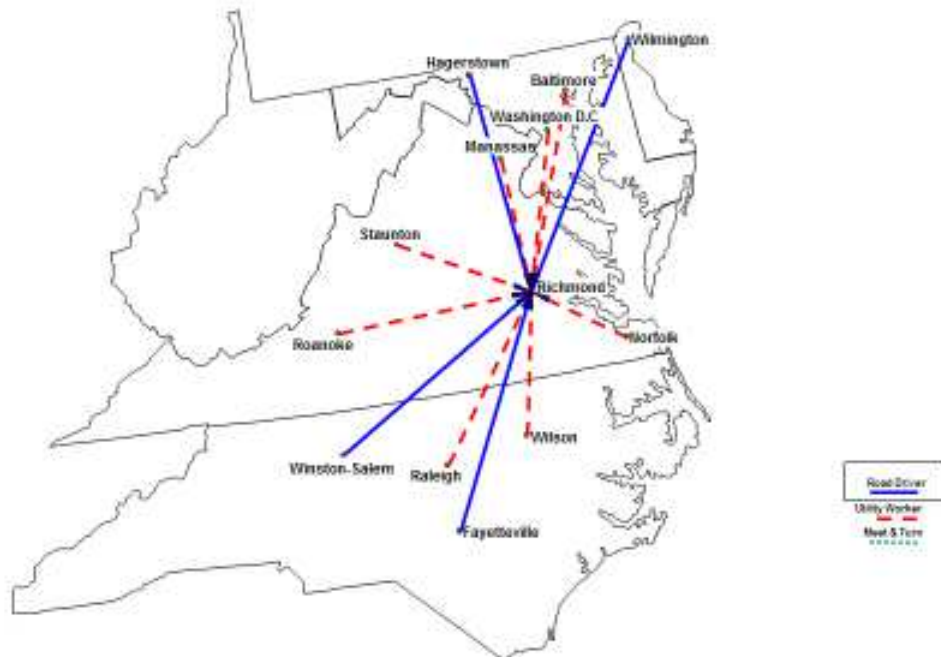 Wilmington
Hagerstown
Baltimore
Washington D.C
Manassas
Staunton
Richmond
Roanoke
Norfolk
Wilson
Winston-Salem
Raleigh
Fayetteville
Road Driver
Utility Worker
Meet & Turn